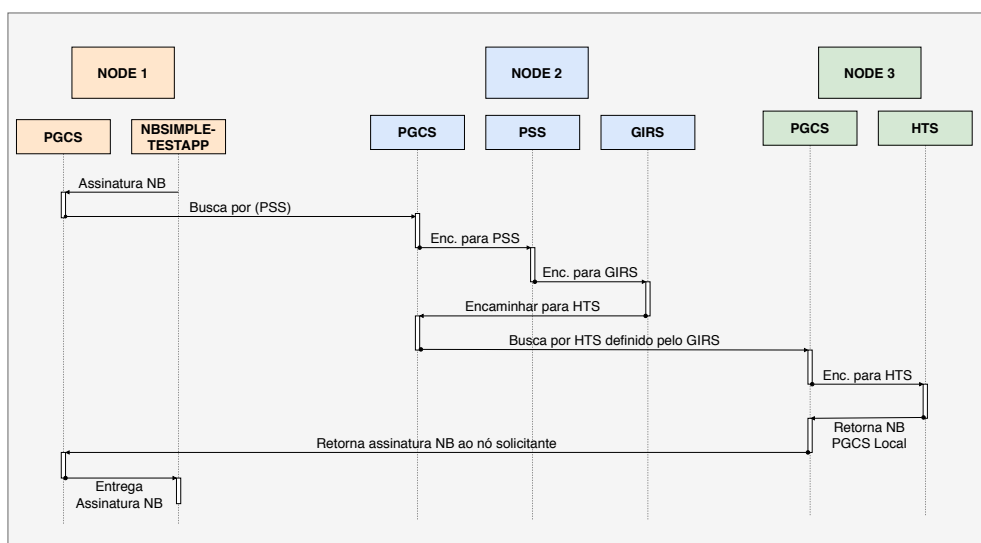 NODE 1
NODE 2
NODE 3
PGCS
NBSIMPLE-
TESTAPP
PGCS
PSS
GIRS
PGCS
HTS
Assinatura NB
Busca por (PSS)
Enc. para PSS
Enc. para GIRS
Encaminhar para HTS
Busca por HTS definido pelo GIRS
Enc. para HTS
Retorna NB
PGCS Local
Retorna assinatura NB ao nó solicitante
Entrega
Assinatura NB